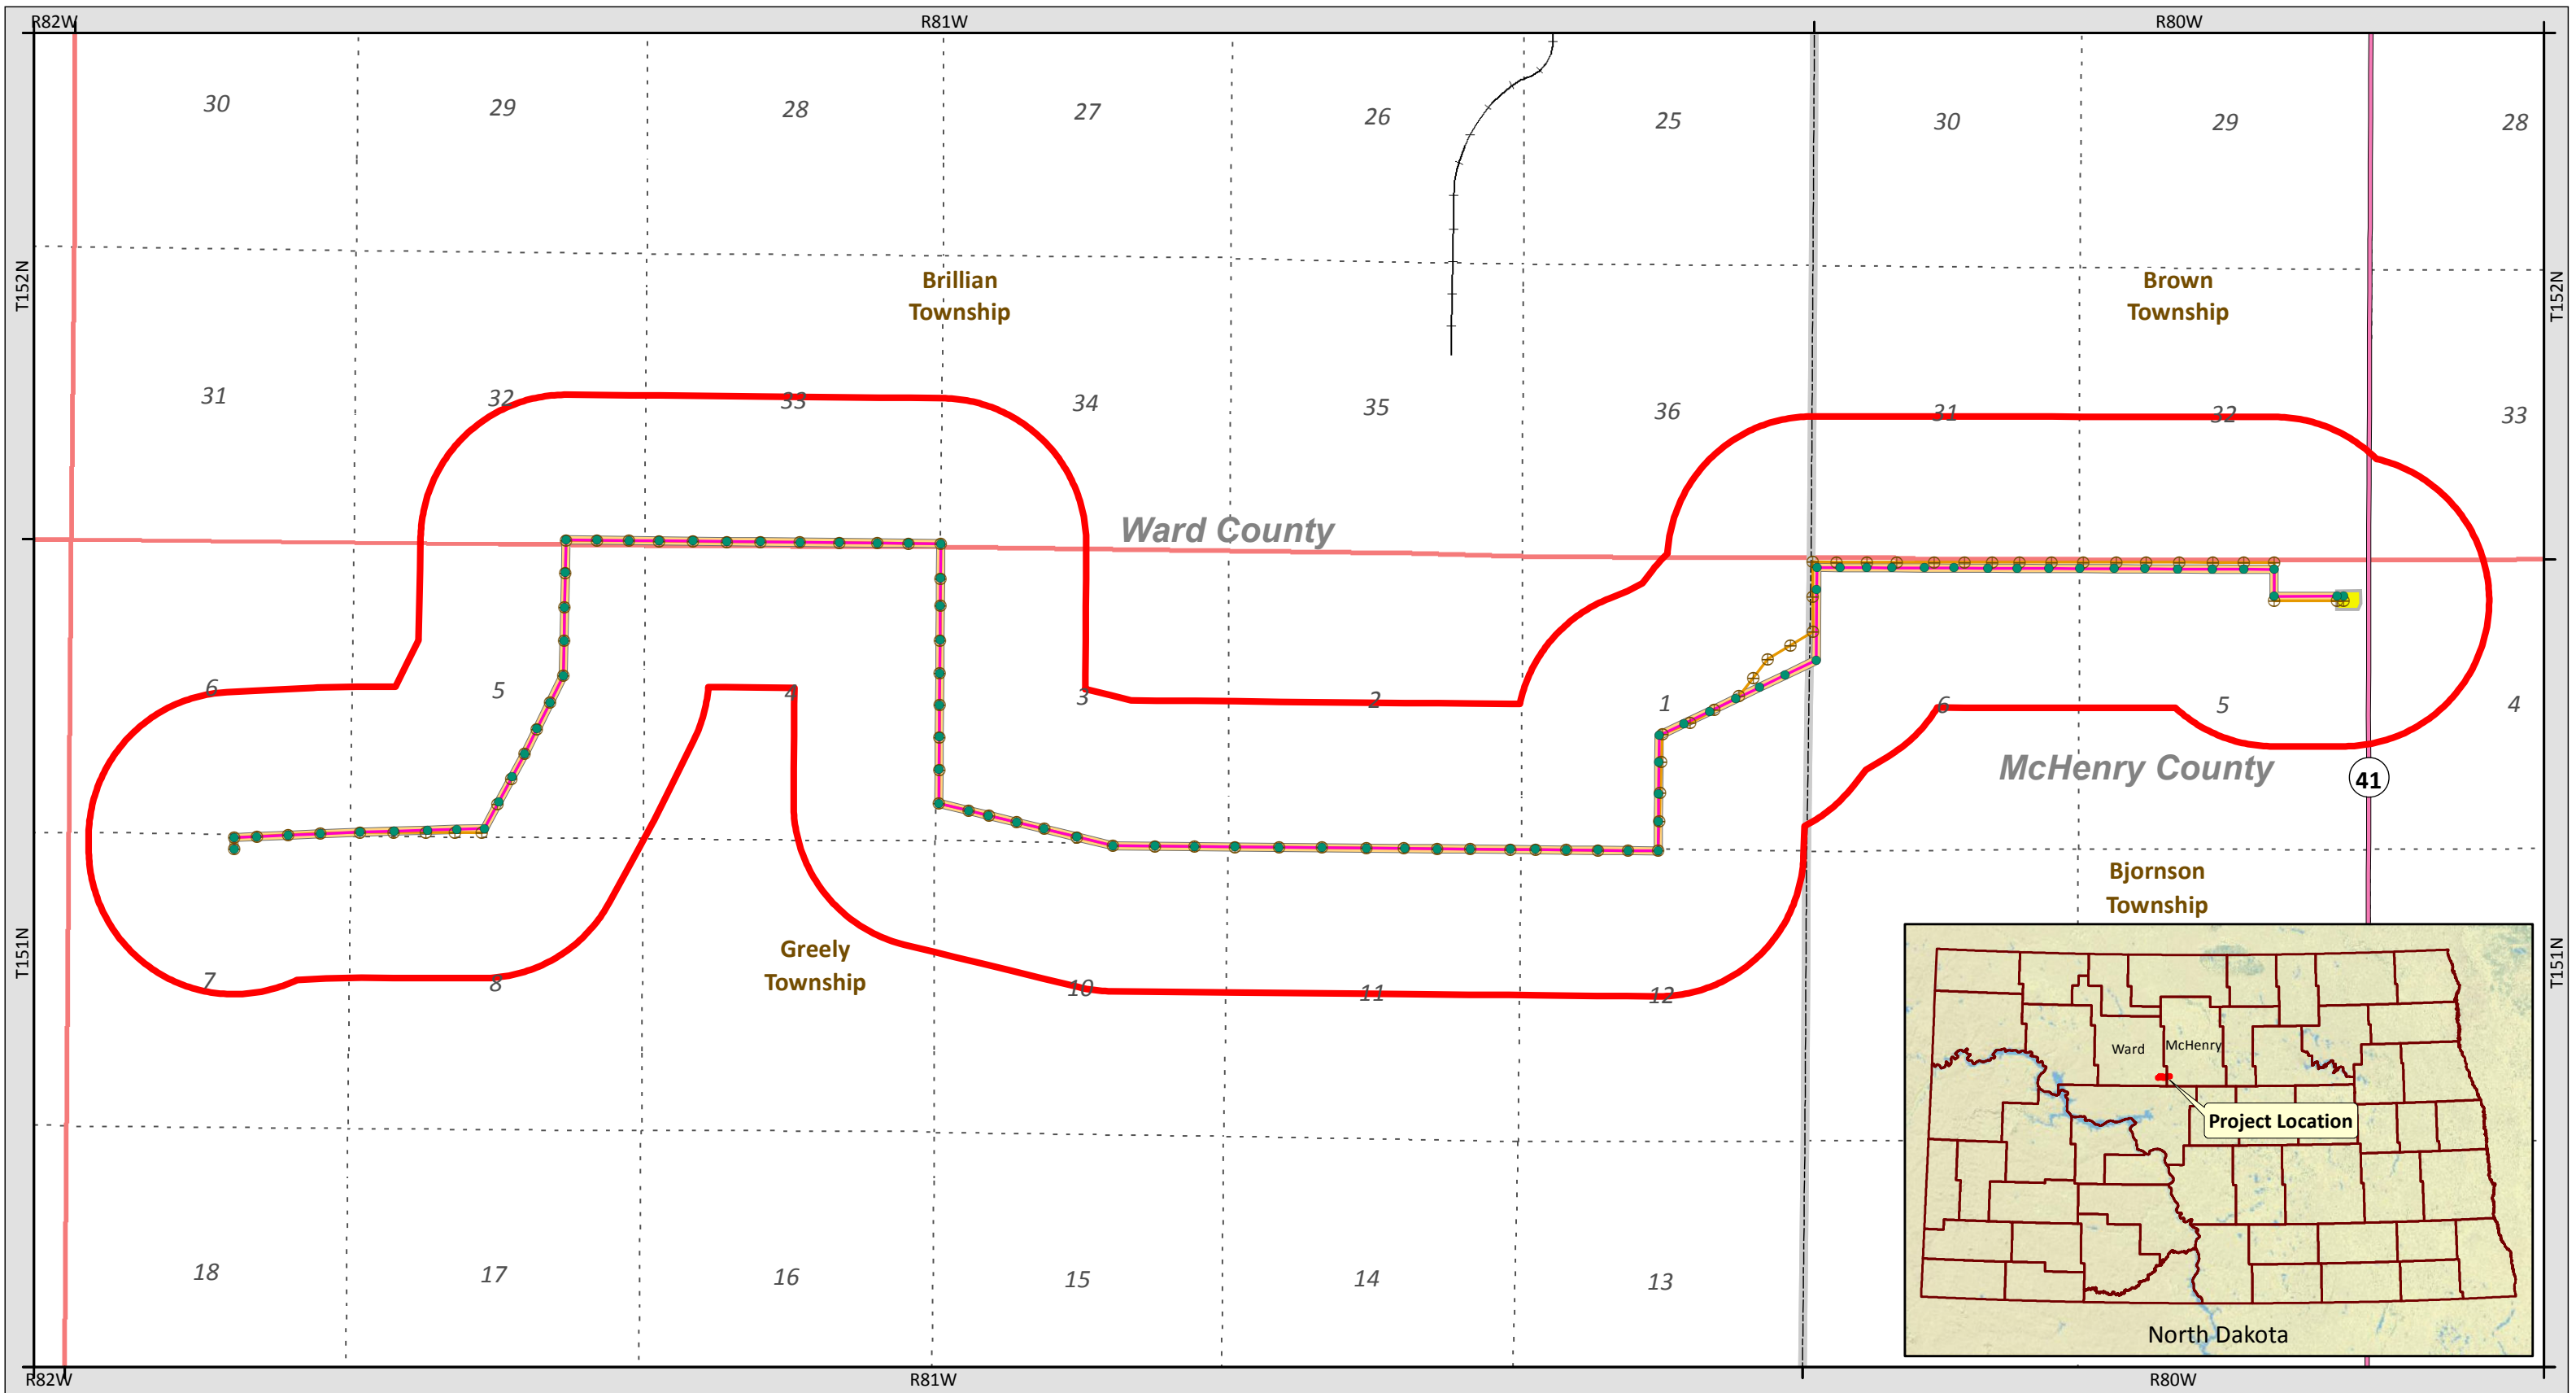 R82W
R81W
R80W
30
29
28
27
26
25
30
29
28
T152N
Brillian
Township
Brown
Township
T152N
31
32
33
34
35
36
31
32
33
Ward County
6
5
4
3
2
1
6
5
4
McHenry County
41
Bjornson
Township
T151N
Greely
Township
T151N
7
8
10
11
12
Ward
McHenry
Project Location
18
17
16
15
14
13
North Dakota
R82W
R81W
R80W